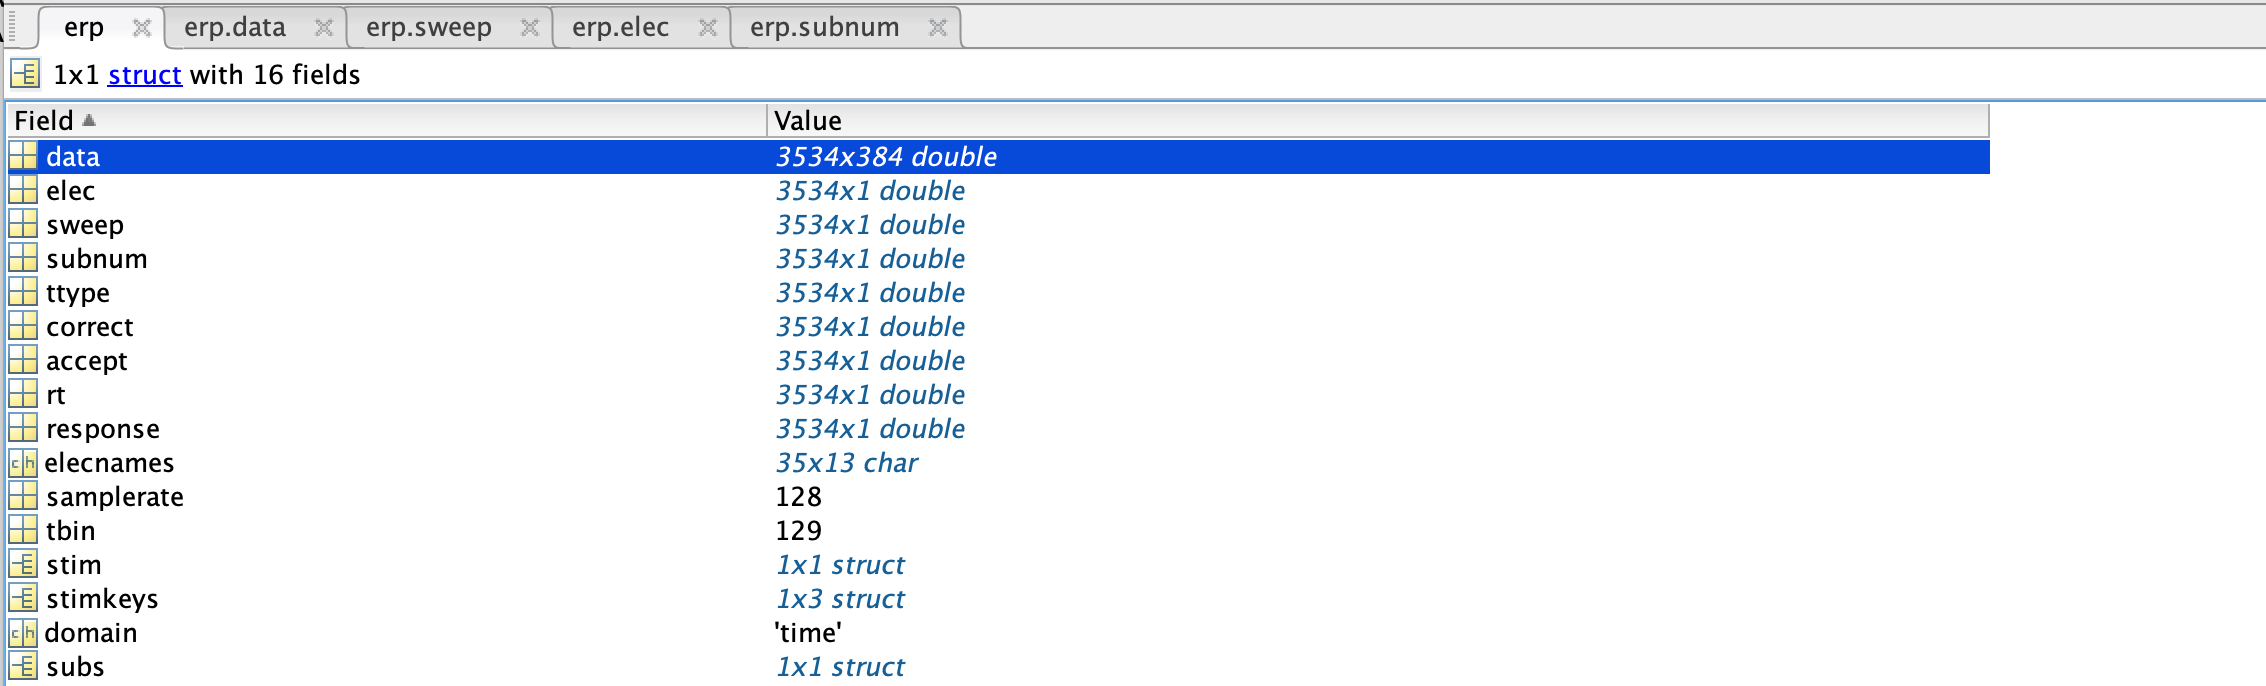 erp erp.data erp.sweep erp.elec erp.subnum
1x1 struct with 16 fields
Field Value
data 3534x384 double
elec 3534x1 double
sweep 3534x1 double
subnum 3534x1 double
ttype 3534x1 double
correct 3534x1 double
accept 3534x1 double
rt 3534x1 double
response 3534x1 double
elecnames 35x13 char
samplerate 128
tbin 129
stim 1x1 struct
stimkeys 1x3 struct
domain 'time'
subs 1x1 struct